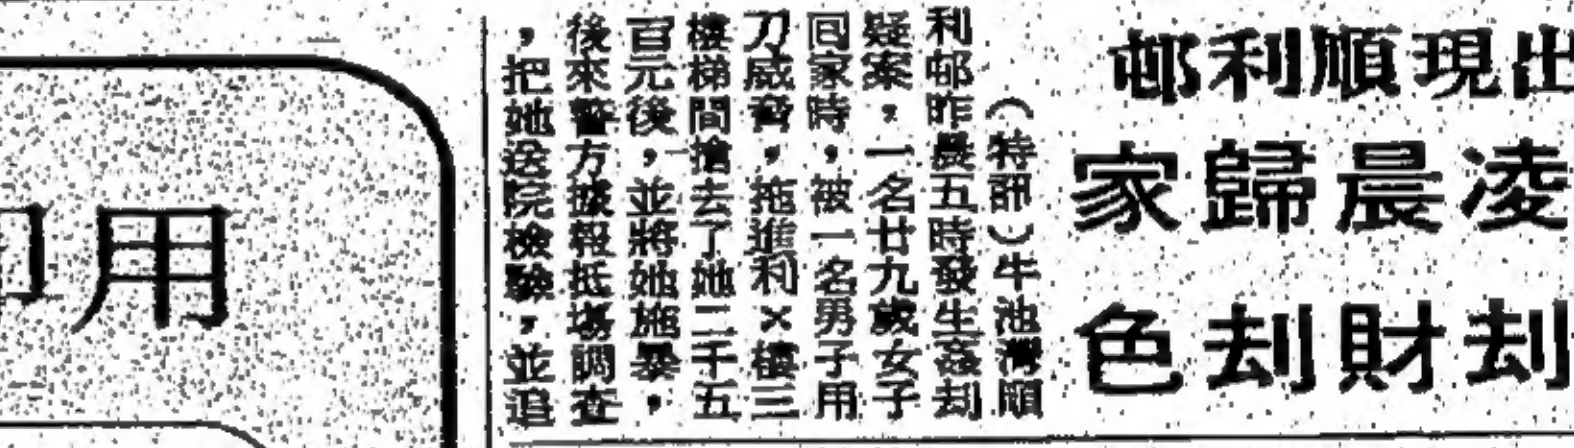 出現順利邨
凌晨歸家
刦財刦色
（特訊）牛池灣順
利邨昨晨五時發生姦刦
疑案，一名廿九歲女子
囘家時，被一名男子用
刀威脅，拖進利×樓三
樓梯間搶去了她二千五
百元後，並將她施暴，
後來警方據報抵場調查
，把她送院檢驗，並追
用